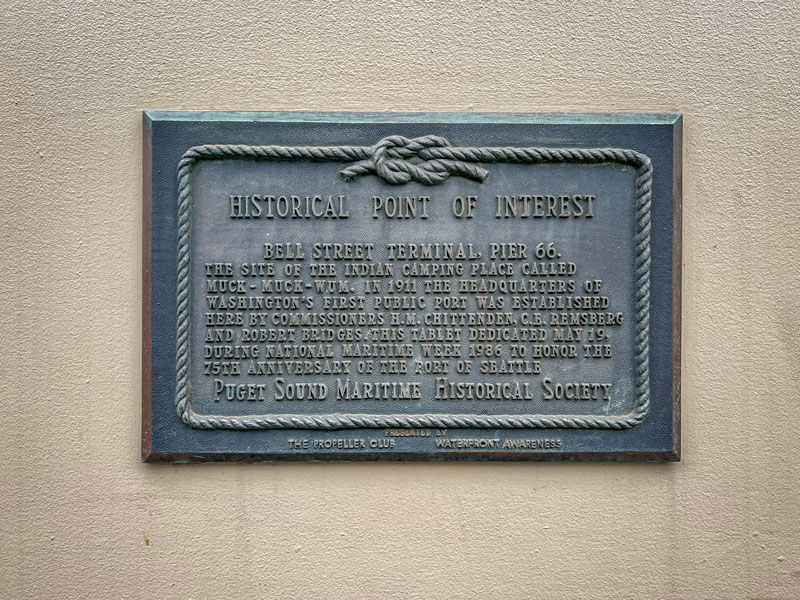 HISTORICAL POINT OF INTEREST
BELL STREET TERMINAL, PIER 66.
THE SITE OF THE INDIAN CAMPING PLACE CALLED
MUCK-MUCK-WUM. IN 1911 THE HEADQUARTERS OF
WASHINGTON'S FIRST PUBLIC PORT WAS ESTABLISHED
HERE BY COMMISSIONERS H.M. CHITTENDEN, C.E. REMSBERG
AND ROBERT BRIDGES. THIS TABLET DEDICATED MAY 19,
DURING NATIONAL MARITIME WEEK 1986 TO HONOR THE
75TH ANNIVERSARY OF THE PORT OF SEATTLE
PUGET SOUND MARITIME HISTORICAL SOCIETY
PRESENTED BY
THE PROPELLER CLUB WATERFRONT AWARENESS